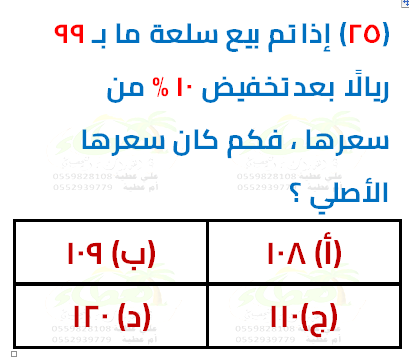 (٢٥) إذا تم بيع سلعة ما بـ ٩٩
ريالًا بعد تخفيض ١٠ % من
سعرها ، فكم كان سعرها
الأصلي ؟
(أ) ١٠٨
(ب) ١٠٩
(ج) ١١٠
(د) ١٢٠
علي عطيه 0559828108
ام عطيه 0552939779